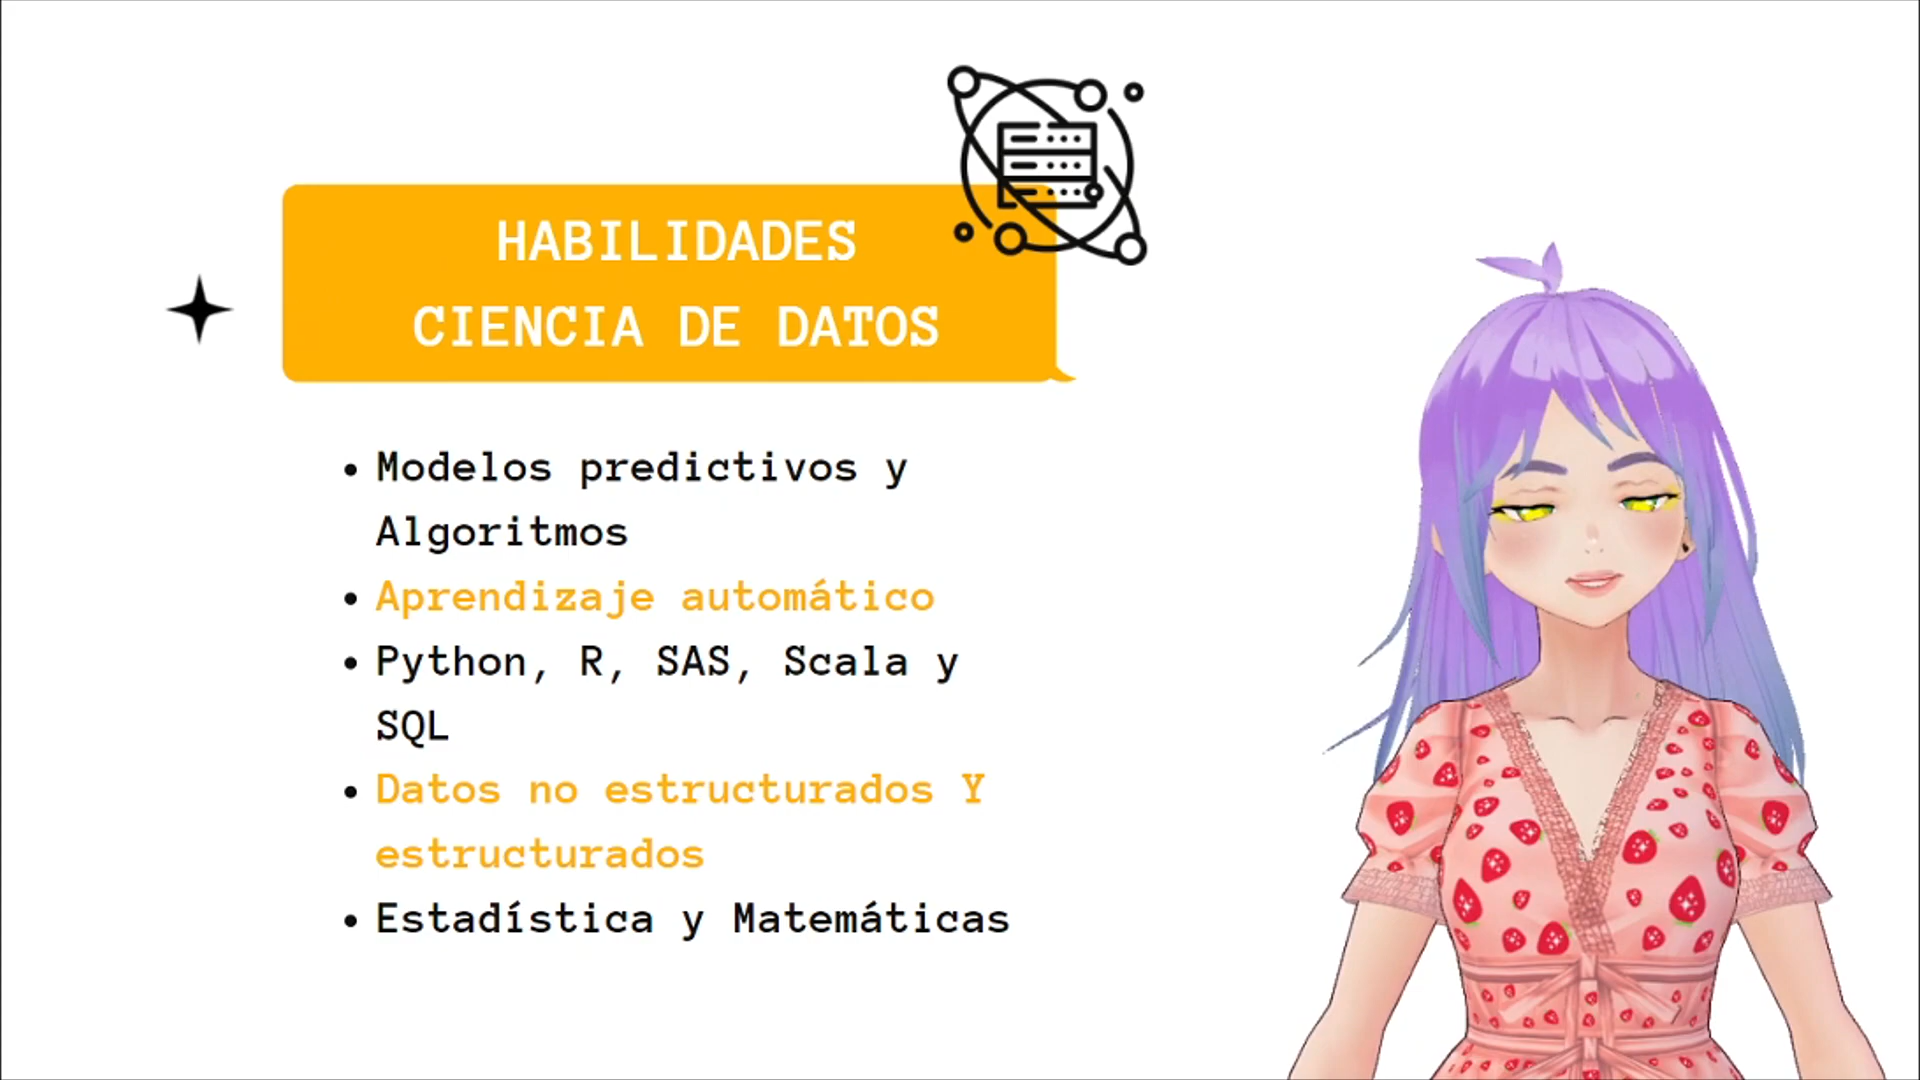 HABILIDADES
CIENCIA DE DATOS
• Modelos predictivos y
Algoritmos
• Aprendizaje automático
• Python, R, SAS, Scala y
SQL
• Datos no estructurados Y
estructurados
• Estadística y Matemáticas